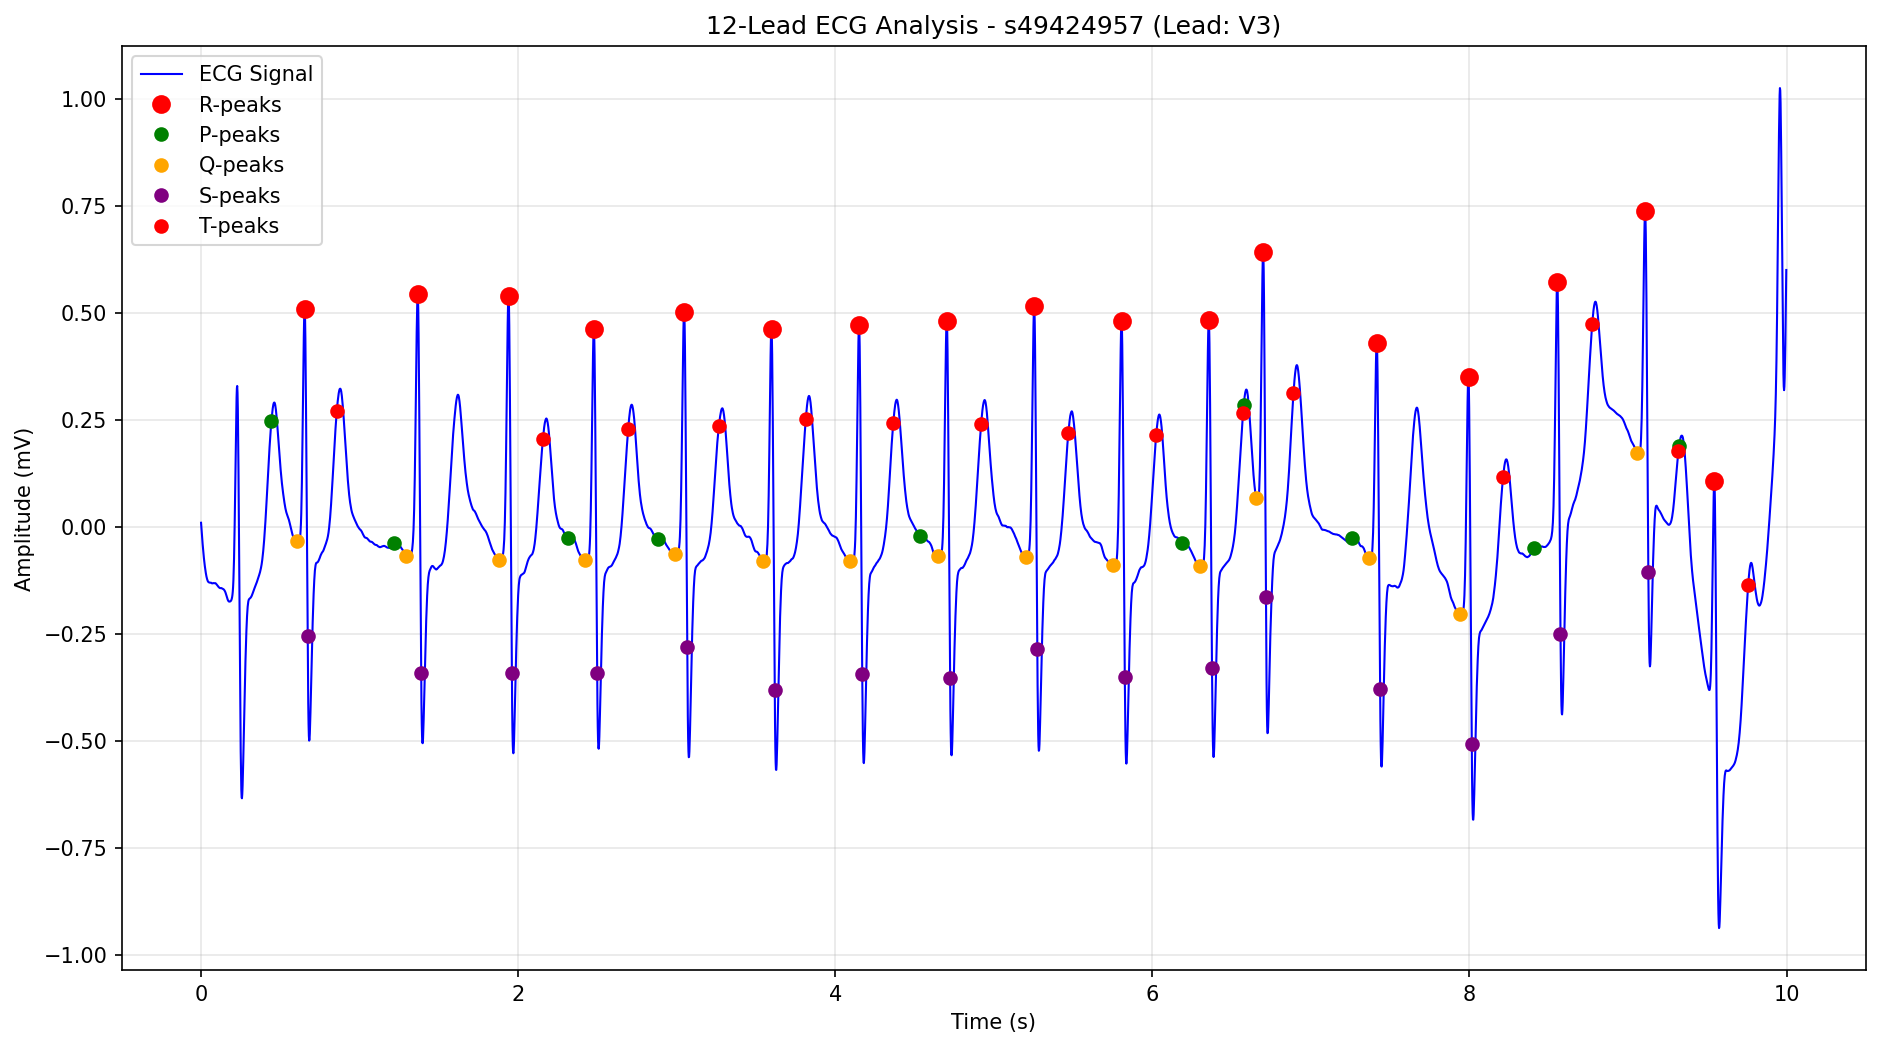 12-Lead ECG Analysis - s49424957 (Lead: V3)
ECG Signal
R-peaks
P-peaks
Q-peaks
S-peaks
T-peaks
1.00
0.75
0.50
0.25
0.00
−0.25
−0.50
−0.75
−1.00
Amplitude (mV)
0 2 4 6 8 10
Time (s)